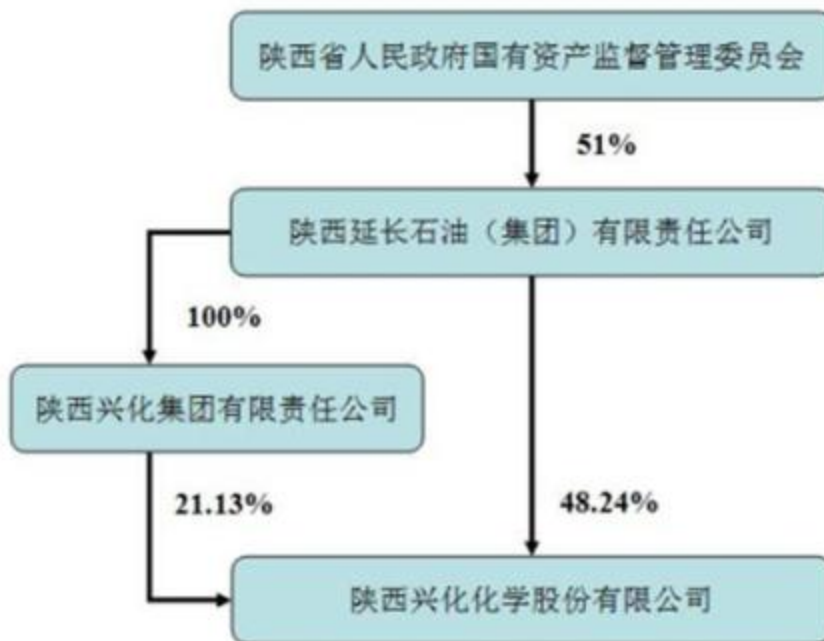 陕西省人民政府国有资产监督管理委员会
51%
陕西延长石油（集团）有限责任公司
100%
陕西兴化集团有限责任公司
21.13%
48.24%
陕西兴化化学股份有限公司